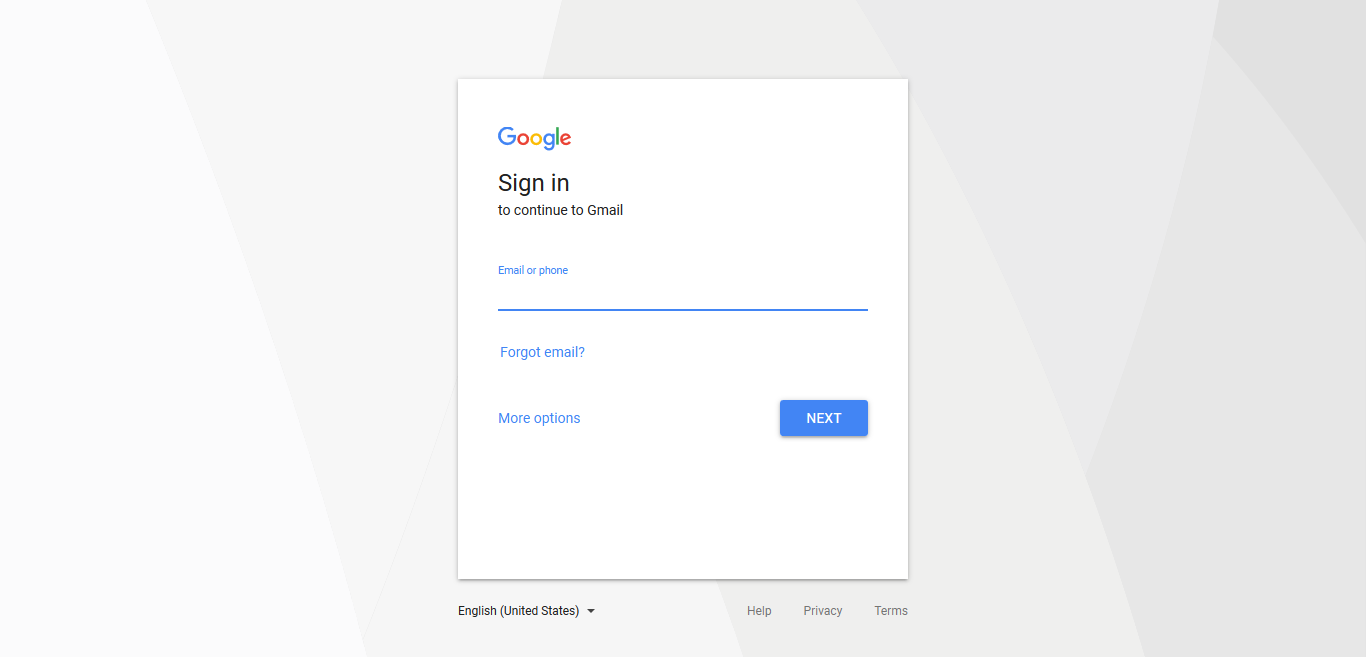 Google
Sign in
to continue to Gmail
Email or phone
Forgot email?
More options
NEXT
English (United States)
Help Privacy Terms